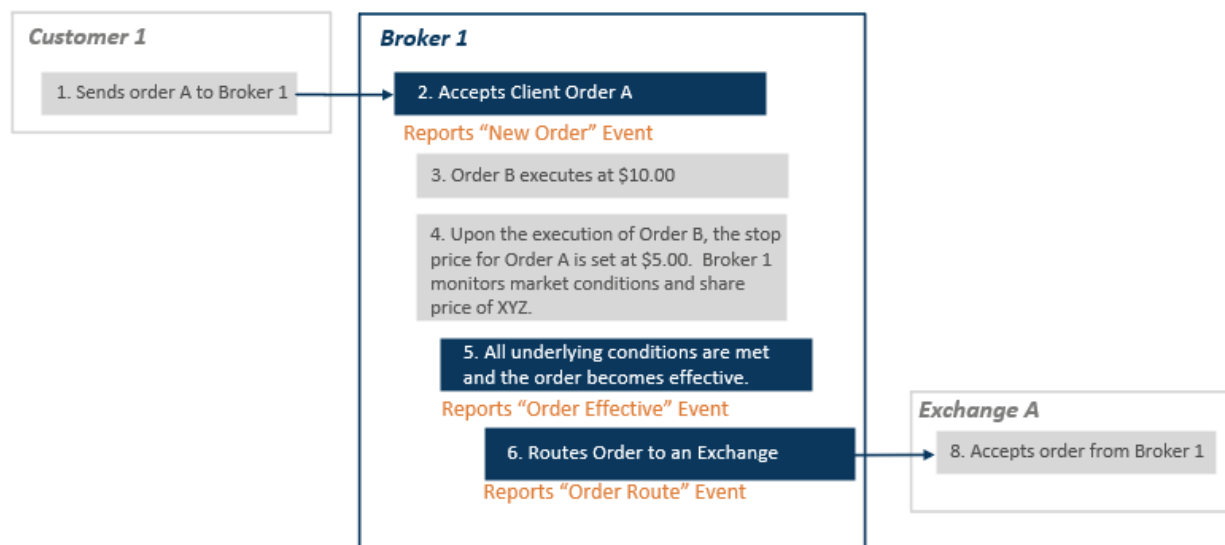 Customer 1
1. Sends order A to Broker 1
Broker 1
2. Accepts Client Order A
Reports “New Order” Event
3. Order B executes at $10.00
4. Upon the execution of Order B, the stop
price for Order A is set at $5.00.  Broker 1
monitors market conditions and share
price of XYZ.
5. All underlying conditions are met
and the order becomes effective.
Reports “Order Effective” Event
6. Routes Order to an Exchange
Reports “Order Route” Event
Exchange A
8. Accepts order from Broker 1